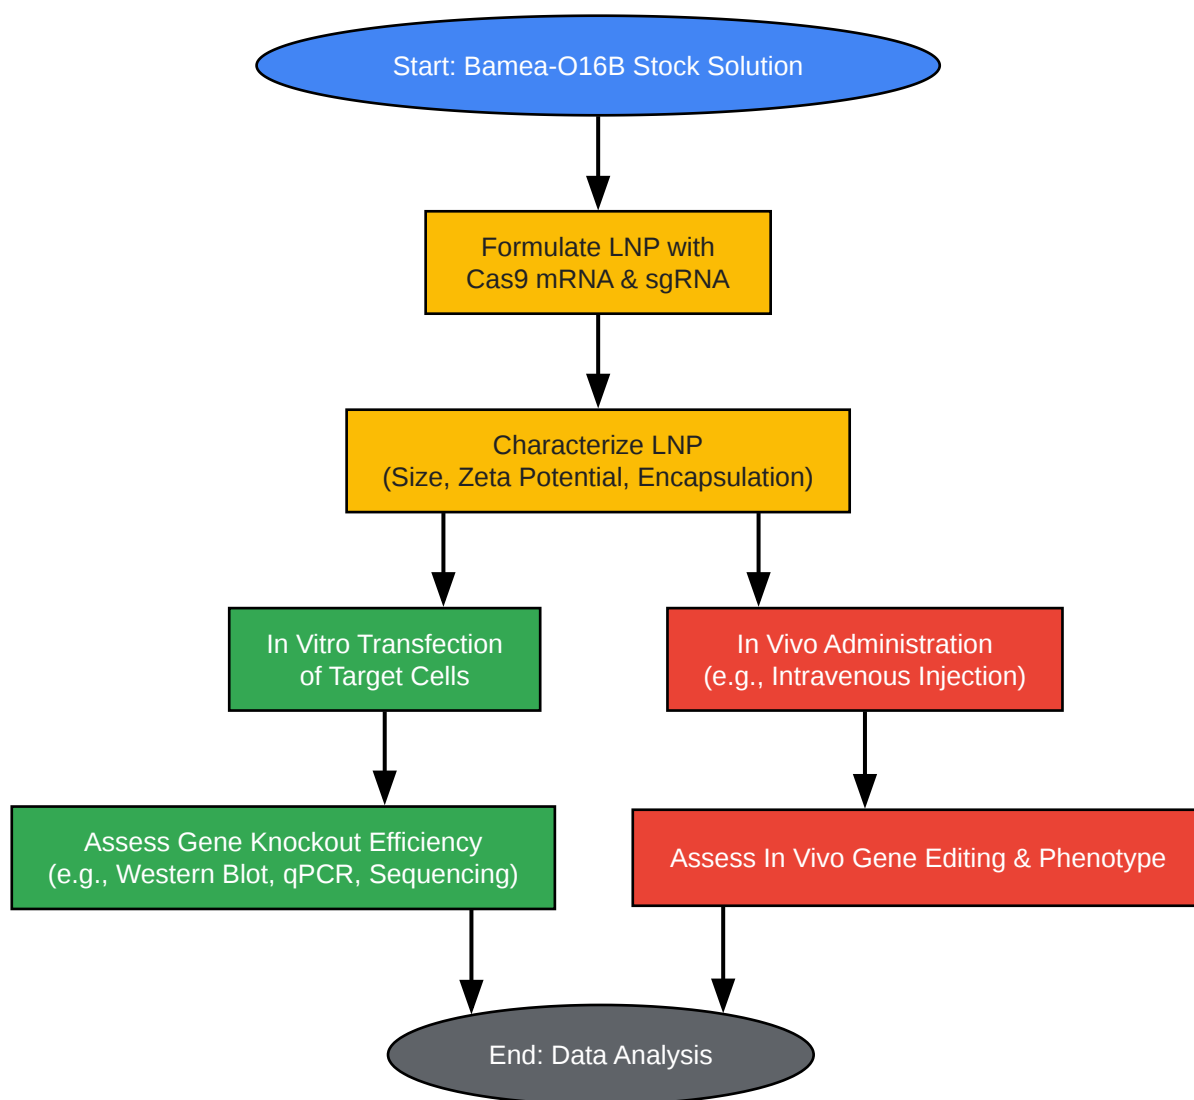 Start: Bamea-O16B Stock Solution
Formulate LNP with
Cas9 mRNA & sgRNA
Characterize LNP
(Size, Zeta Potential, Encapsulation)
In Vitro Transfection
of Target Cells
In Vivo Administration
(e.g., Intravenous Injection)
Assess Gene Knockout Efficiency
(e.g., Western Blot, qPCR, Sequencing)
Assess In Vivo Gene Editing & Phenotype
End: Data Analysis